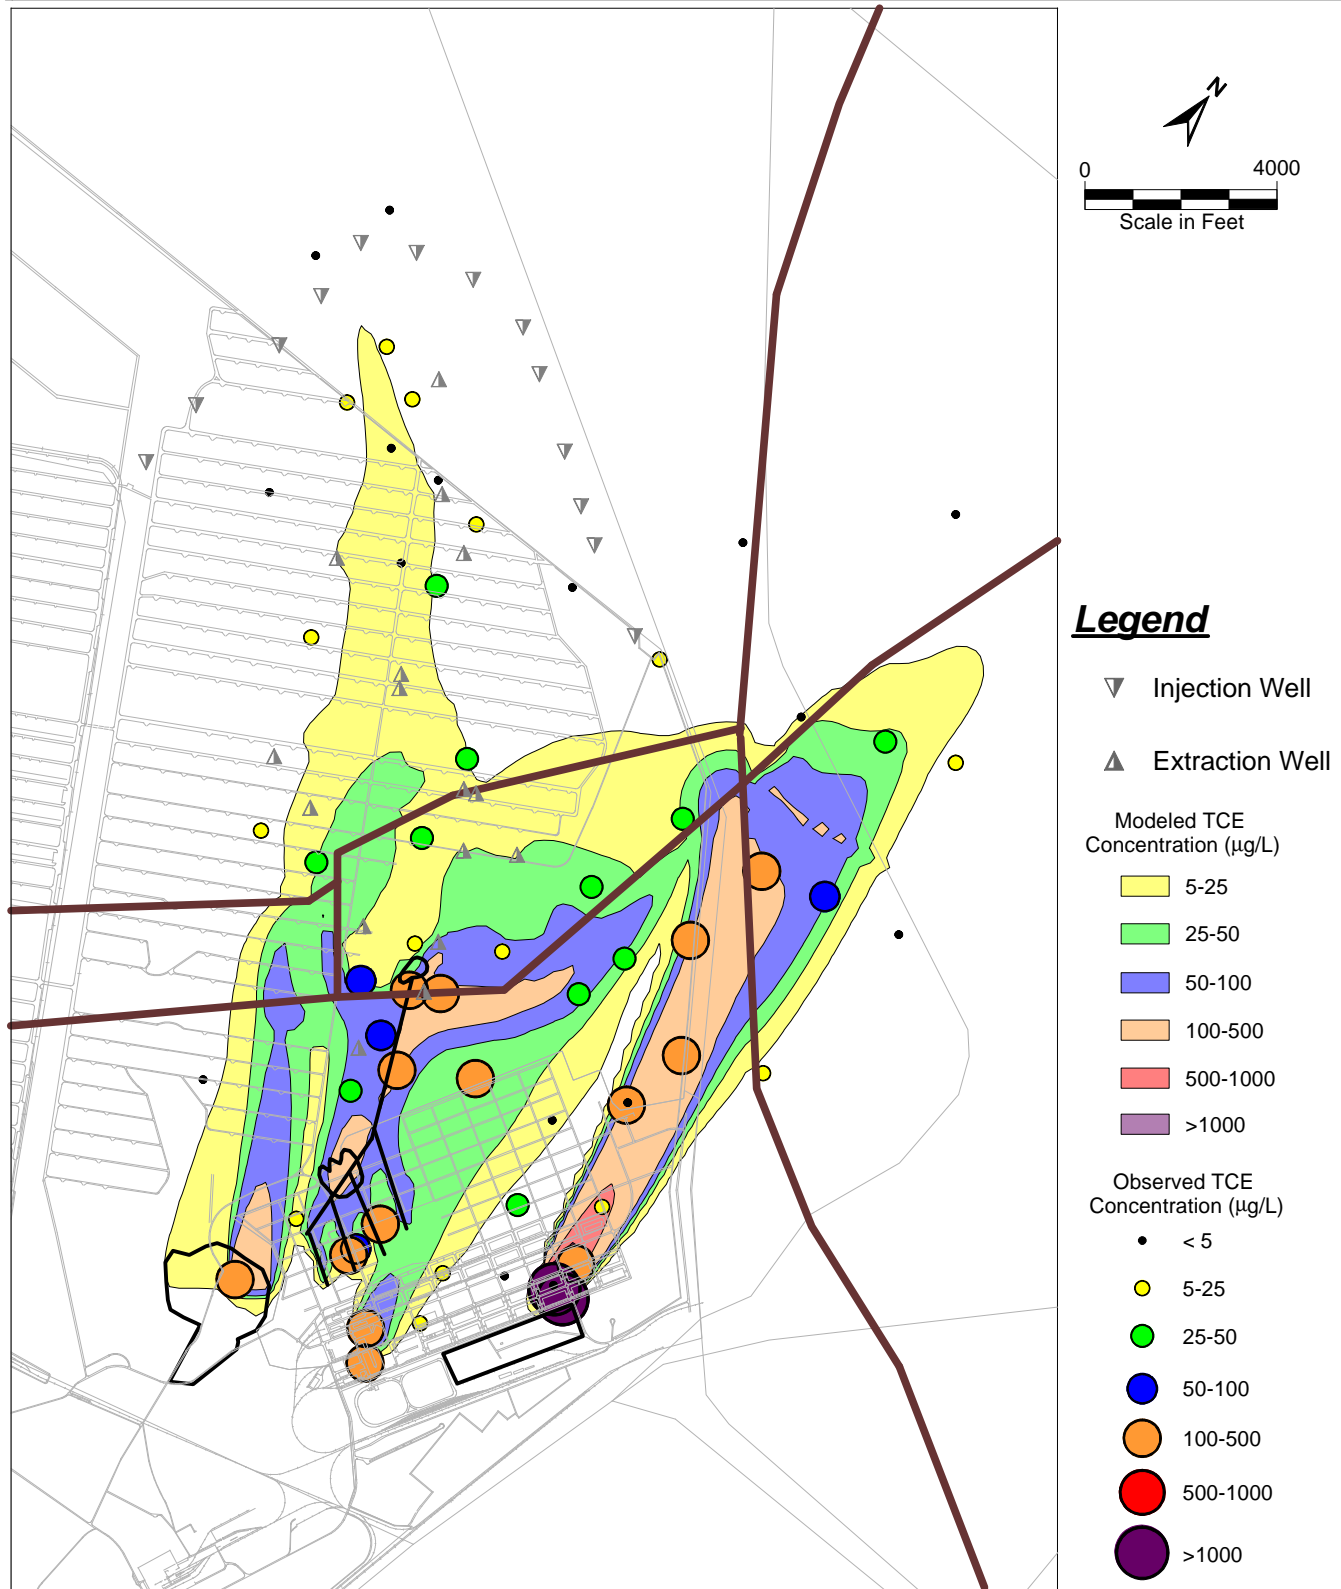 N
0 4000
Scale in Feet
Legend
Injection Well
Extraction Well
Modeled TCE
Concentration (µg/L)
5-25
25-50
50-100
100-500
500-1000
>1000
Observed TCE
Concentration (µg/L)
< 5
5-25
25-50
50-100
100-500
500-1000
>1000